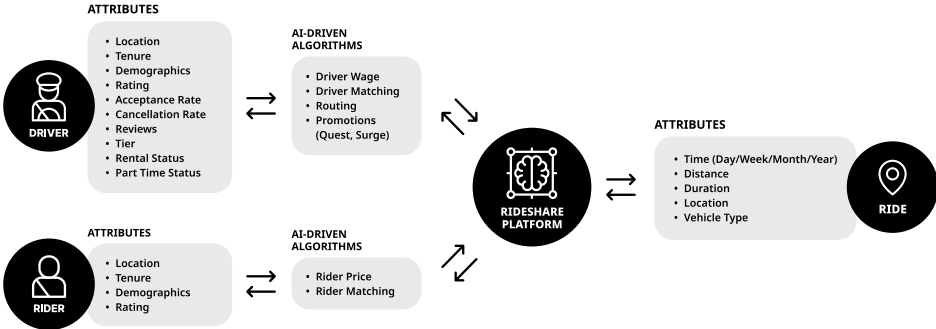 ATTRIBUTES
• Location
• Tenure
• Demographics
• Rating
• Acceptance Rate
• Cancellation Rate
• Reviews
• Tier
• Rental Status
• Part Time Status
DRIVER
AI-DRIVEN
ALGORITHMS
• Driver Wage
• Driver Matching
• Routing
• Promotions
(Quest, Surge)
ATTRIBUTES
• Location
• Tenure
• Demographics
• Rating
RIDER
AI-DRIVEN
ALGORITHMS
• Rider Price
• Rider Matching
RIDESHARE
PLATFORM
ATTRIBUTES
• Time (Day/Week/Month/Year)
• Distance
• Duration
• Location
• Vehicle Type
RIDE